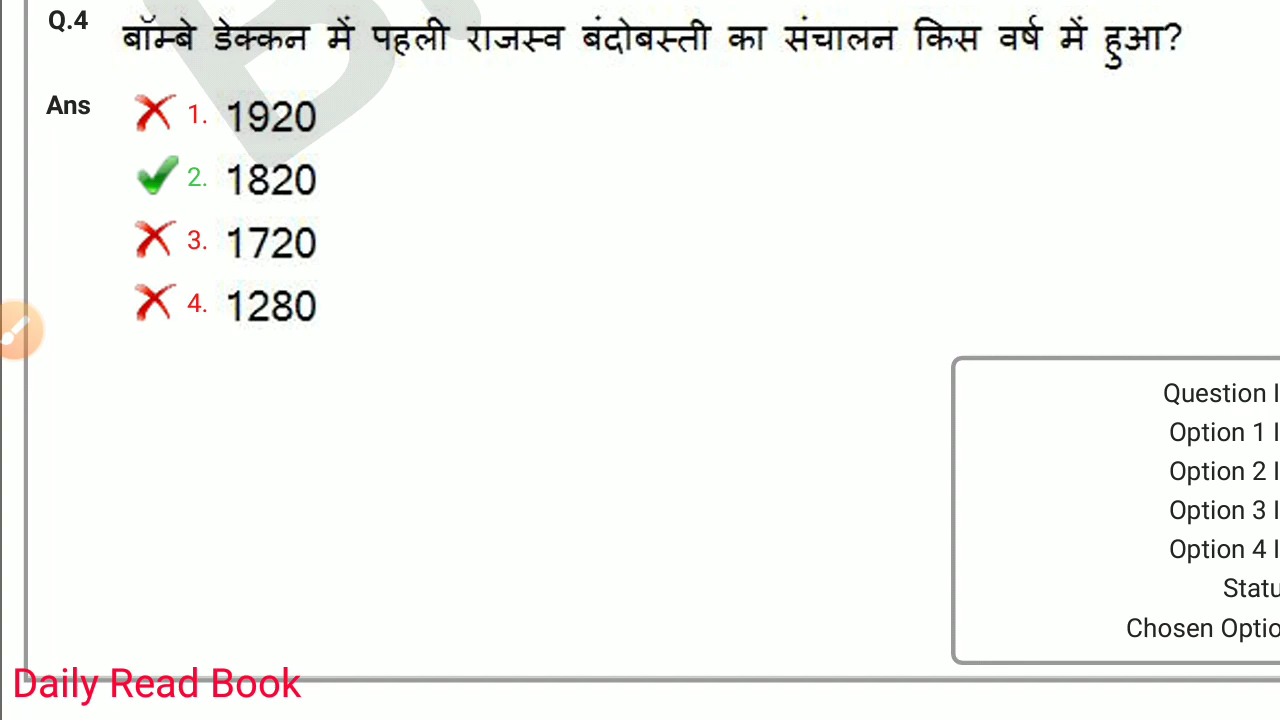 Q.4 बॉम्बे डेक्कन में पहली राजस्व बंदोबस्ती का संचालन किस वर्ष में हुआ?
Ans 1. 1920
2. 1820
3. 1720
4. 1280
Question I
Option 1 I
Option 2 I
Option 3 I
Option 4 I
Statu
Chosen Optio
Daily Read Book